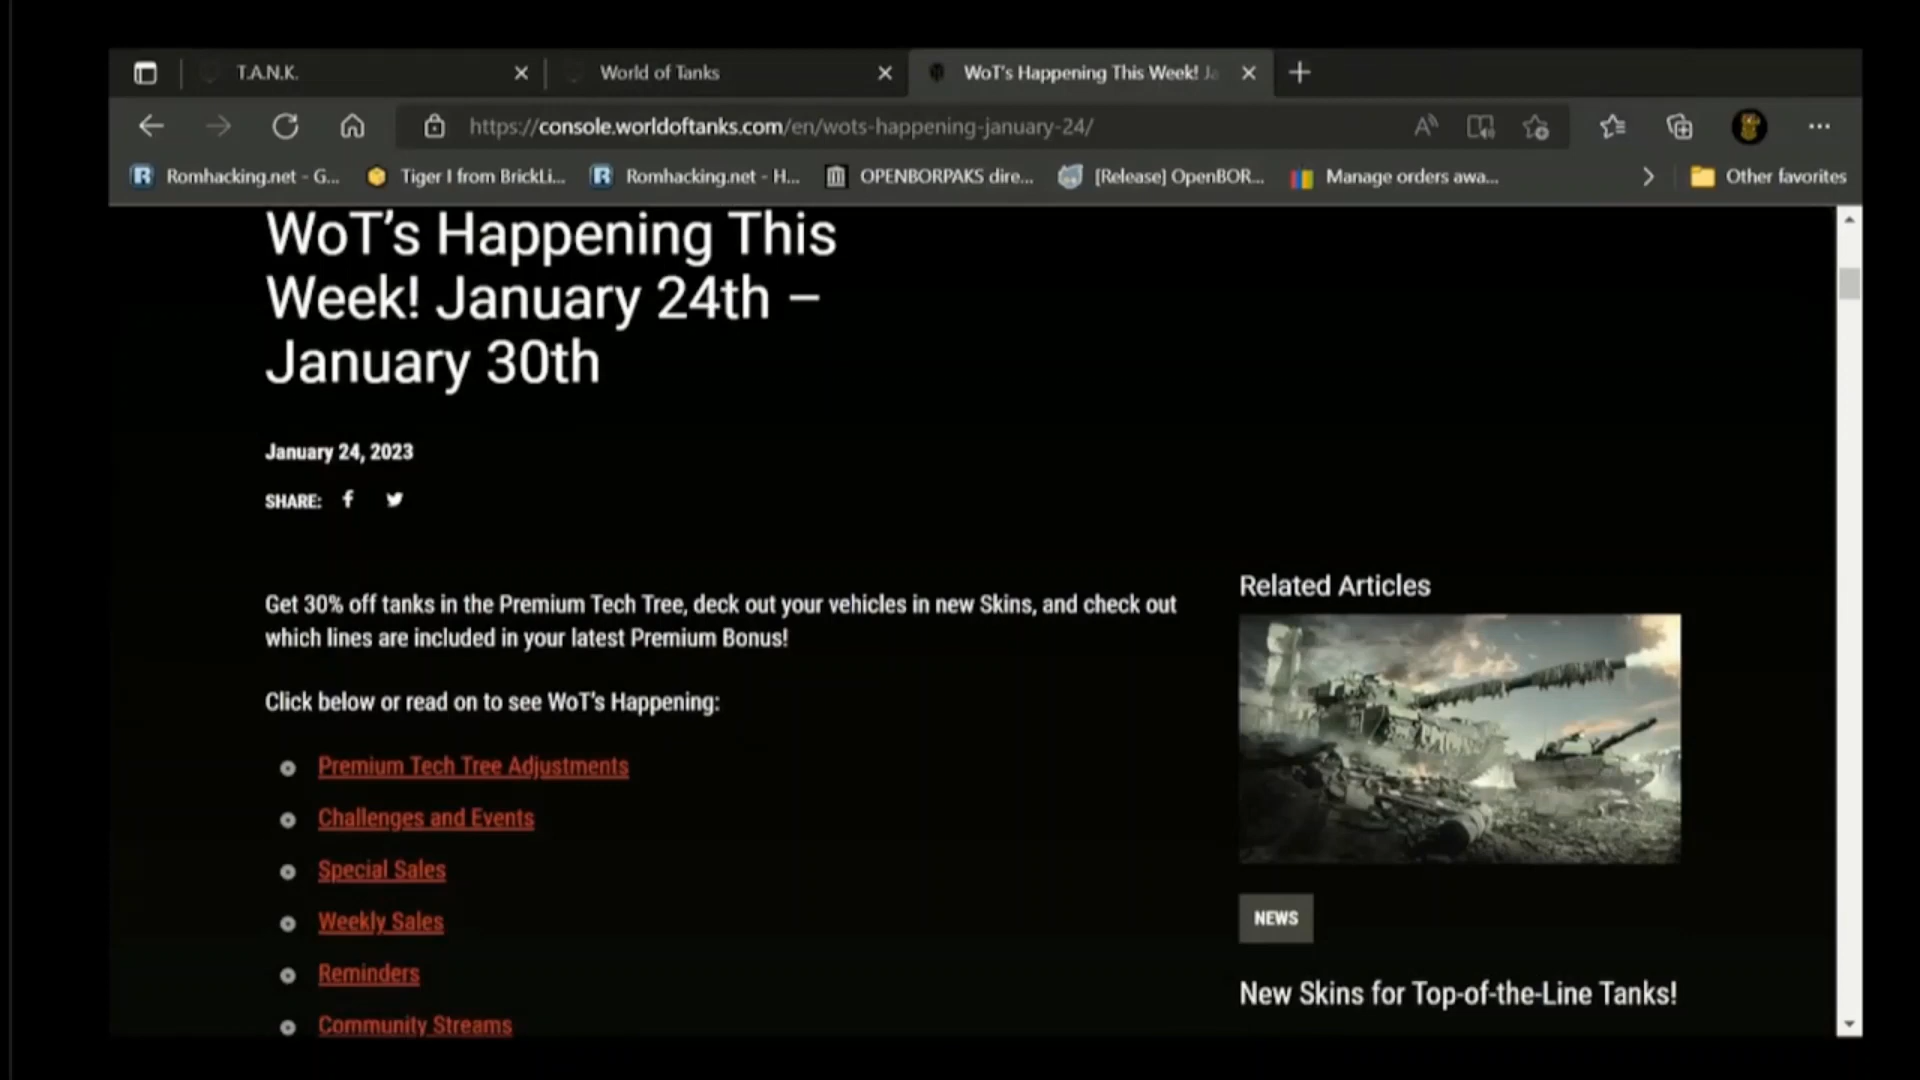 T.A.N.K.
World of Tanks
WoT's Happening This Week! Ja
https://console.worldoftanks.com/en/wots-happening-january-24/
Romhacking.net - G...
Tiger I from BrickLi...
Romhacking.net - H...
OPENBORPAKS dire...
[Release] OpenBOR...
Manage orders awa...
Other favorites
WoT's Happening This
Week! January 24th –
January 30th
January 24, 2023
SHARE:
Get 30% off tanks in the Premium Tech Tree, deck out your vehicles in new Skins, and check out
which lines are included in your latest Premium Bonus!
Click below or read on to see WoT's Happening:
Premium Tech Tree Adjustments
Challenges and Events
Special Sales
Weekly Sales
Reminders
Community Streams
Related Articles
NEWS
New Skins for Top-of-the-Line Tanks!